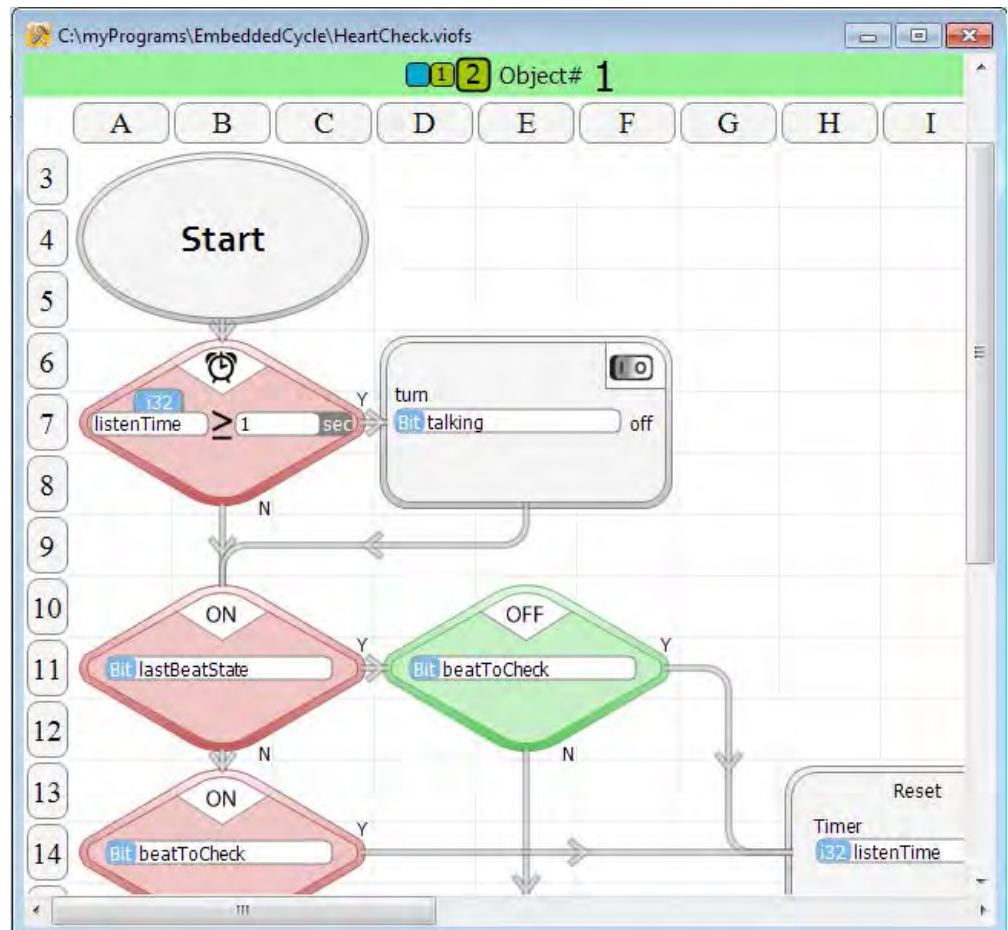 C:\myPrograms\EmbeddedCycle\HeartCheck.viofs
1 2 Object# 1
A B C D E F G H I
3
4 Start
5
6
turn
i32 Y
7 listenTime ≥ 1 sec Bit talking off
8
N
9
10 ON OFF
Y Y
11 Bit lastBeatState Bit beatToCheck
12
N N
13 ON Reset
Y Timer
14 Bit beatToCheck i32 listenTime